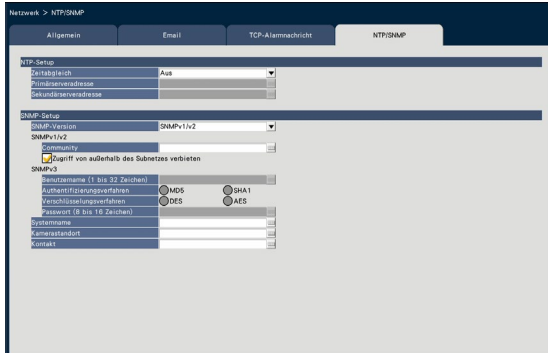 Netzwerk > NTP/SNMP
Allgemein Email TCP-Alarmnachricht NTP/SNMP
NTP-Setup
Zeitabgleich Aus
Primärserveradresse
Sekundärserveradresse
SNMP-Setup
SNMP-Version SNMPv1/v2
SNMPv1/v2
Community
Zugriff von außerhalb des Subnetzes verbieten
SNMPv3
Benutzername (1 bis 32 Zeichen)
Authentifizierungsverfahren MD5 SHA1
Verschlüsselungsverfahren DES AES
Passwort (8 bis 16 Zeichen)
Systemname
Kamerastandort
Kontakt